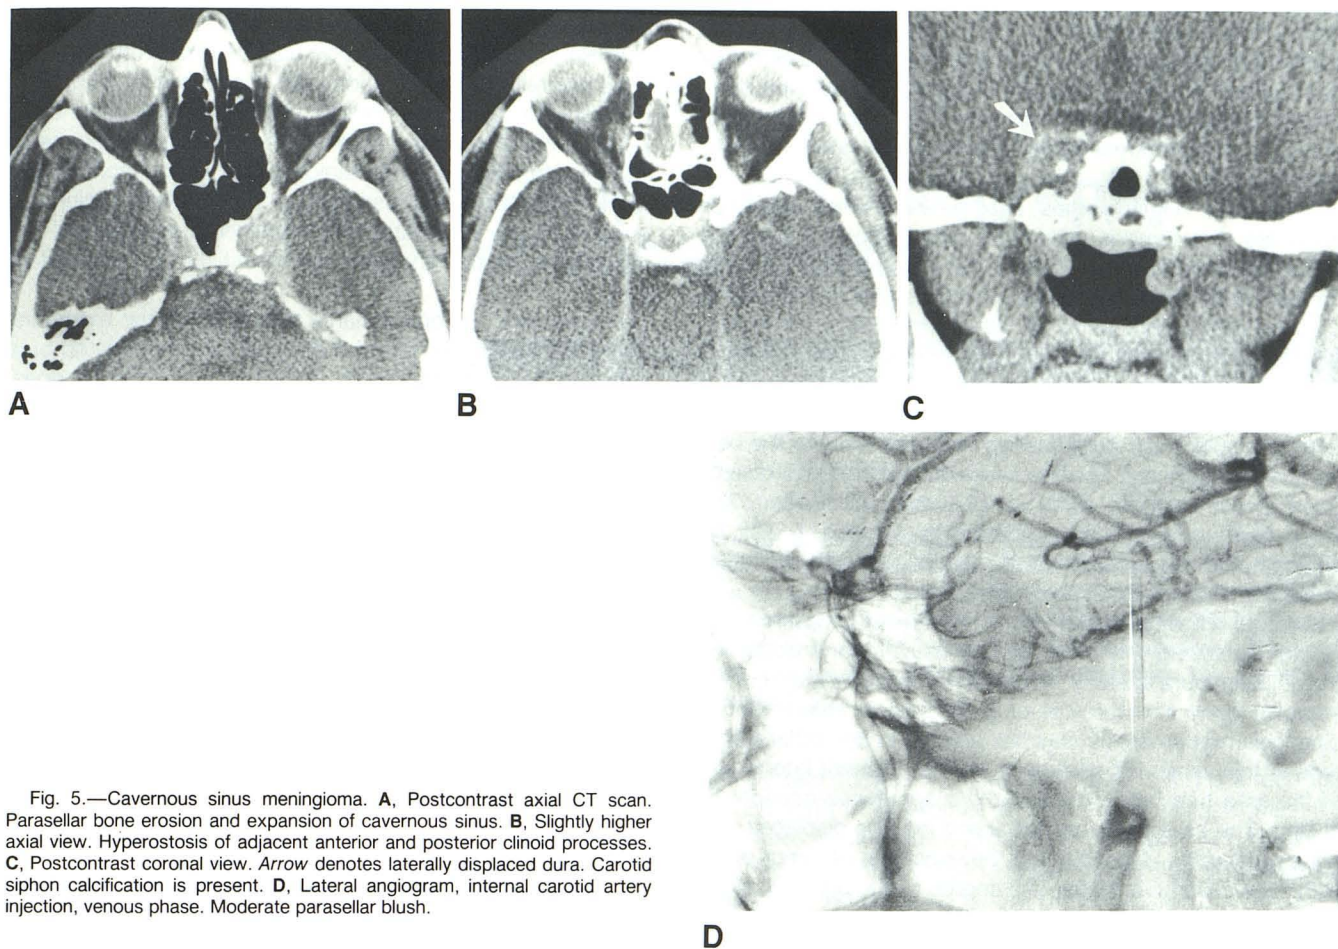 A
B
C
D
Fig. 5.—Cavernous sinus meningioma. A, Postcontrast axial CT scan.
Parasellar bone erosion and expansion of cavernous sinus. B, Slightly higher
axial view. Hyperostosis of adjacent anterior and posterior clinoid processes.
C, Postcontrast coronal view. Arrow denotes laterally displaced dura. Carotid
siphon calcification is present. D, Lateral angiogram, internal carotid artery
injection, venous phase. Moderate parasellar blush.